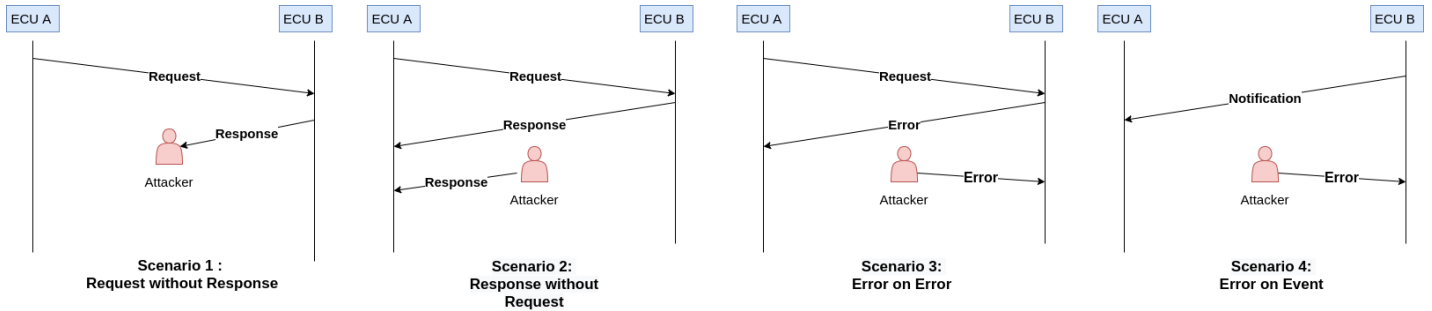 ECU A
ECU B
Request
Response
Attacker
Scenario 1 :
Request without Response
ECU A
ECU B
Request
Response
Response
Attacker
Scenario 2:
Response without
Request
ECU A
ECU B
Request
Error
Error
Attacker
Scenario 3:
Error on Error
ECU A
ECU B
Notification
Error
Attacker
Scenario 4:
Error on Event